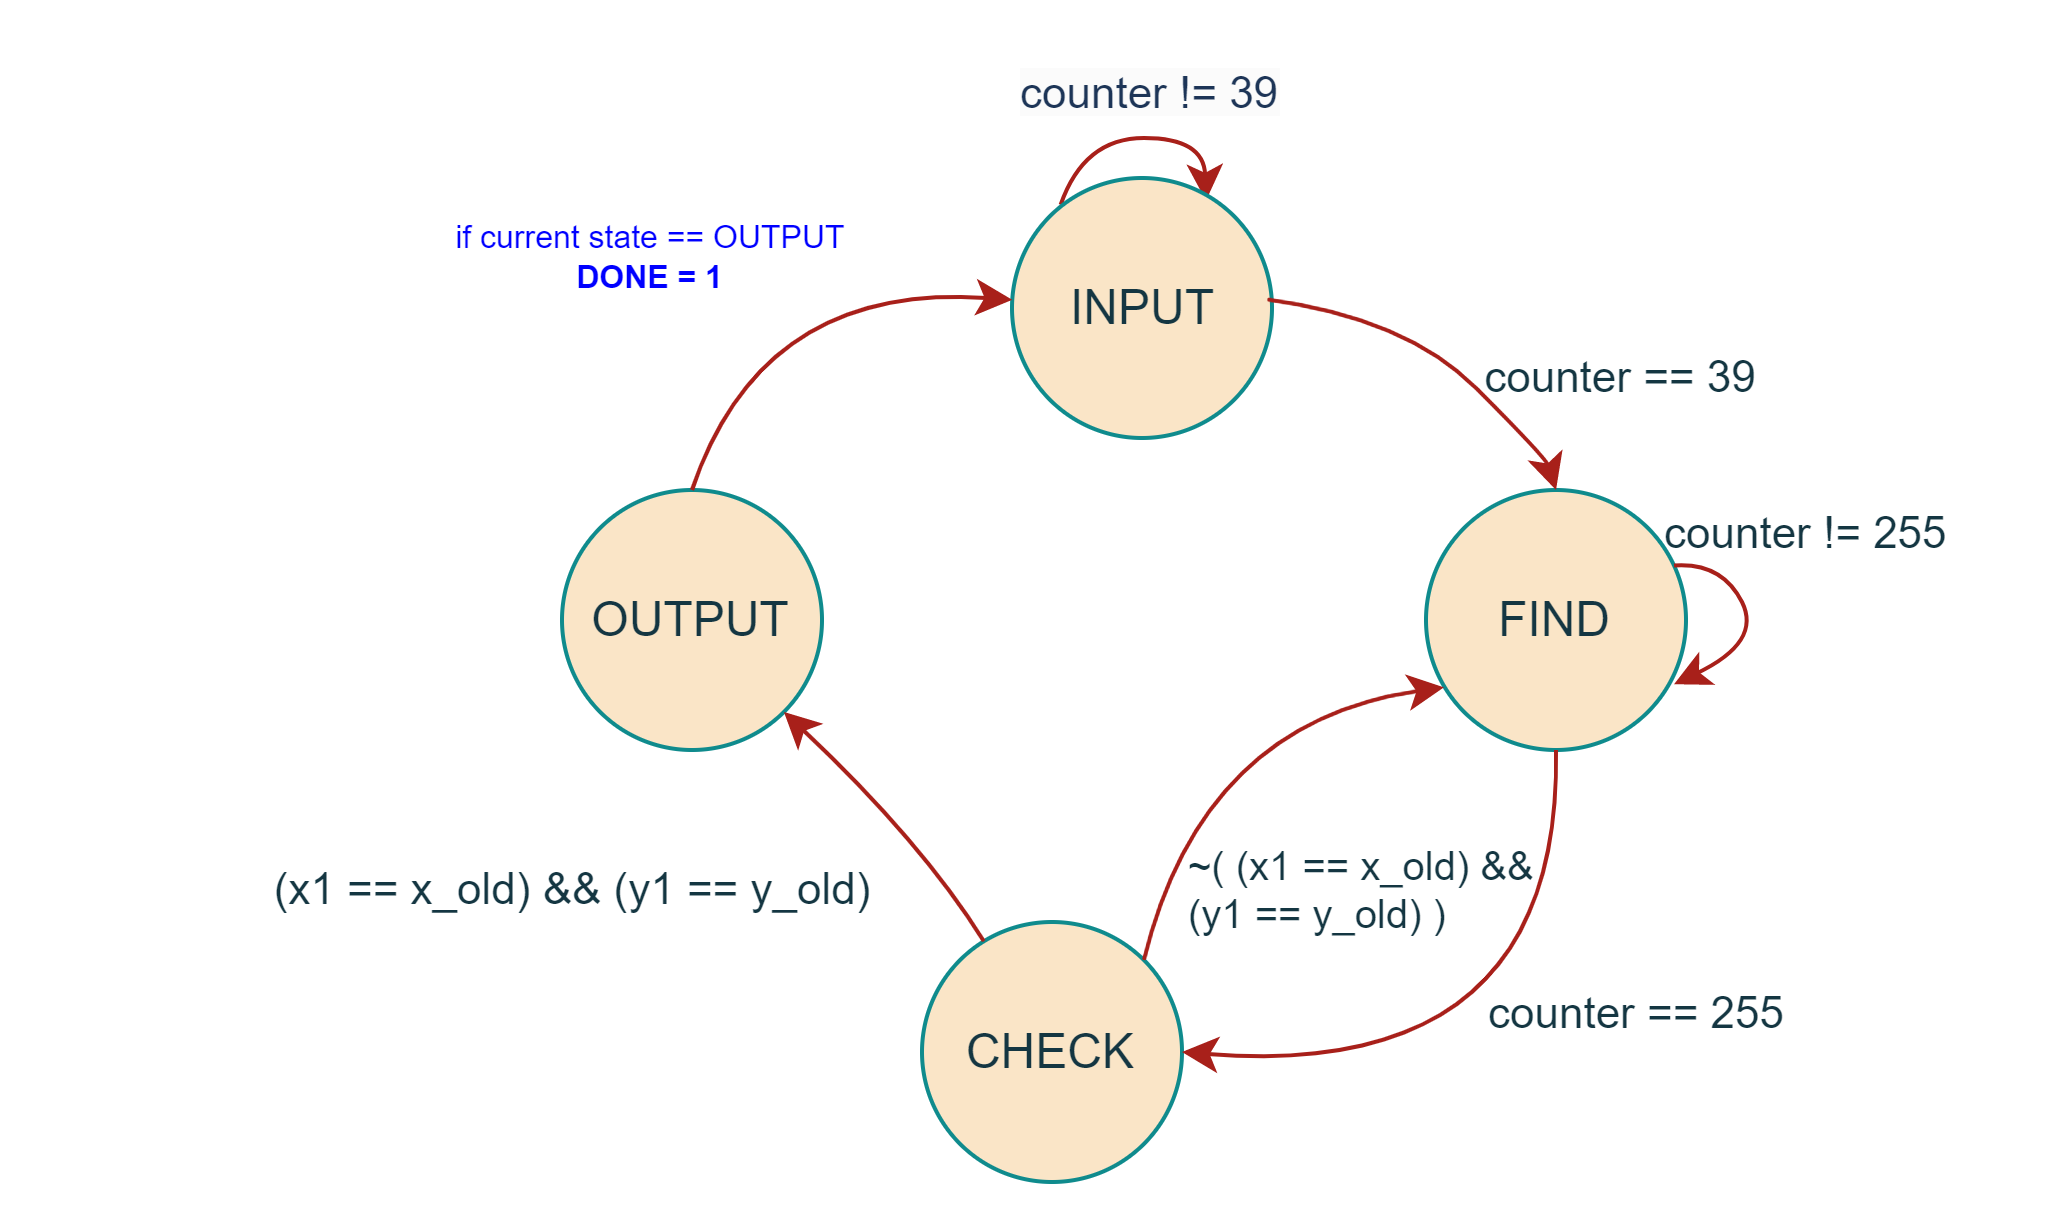 counter != 39
if current state == OUTPUT
DONE = 1
INPUT
counter == 39
counter != 255
OUTPUT
FIND
~( (x1 == x_old) &&
(y1 == y_old) )
(x1 == x_old) && (y1 == y_old)
counter == 255
CHECK